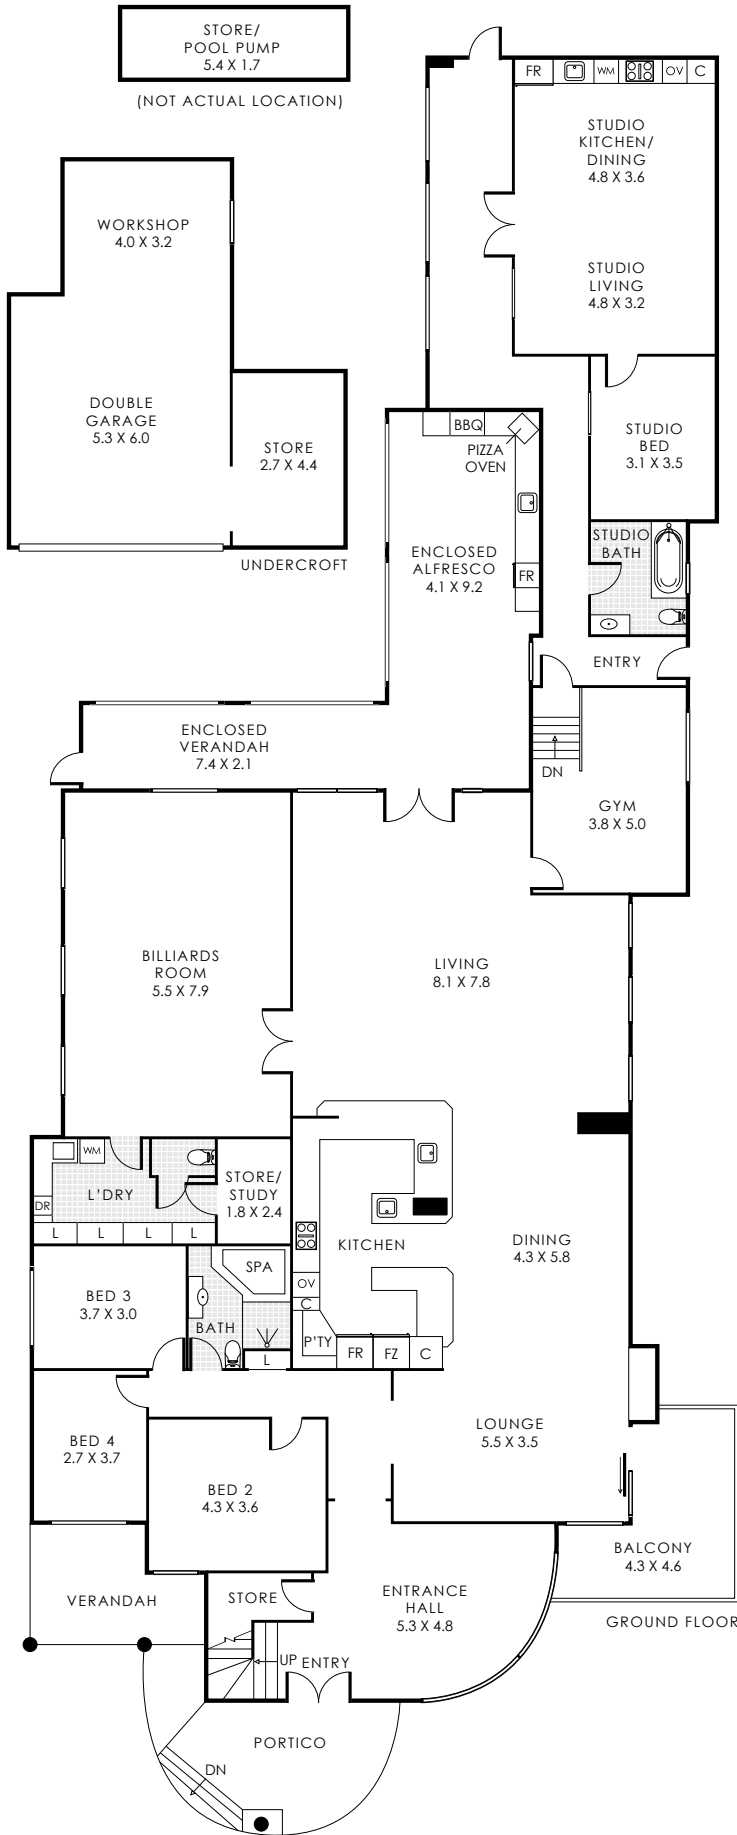 STORE/
POOL PUMP
5.4 X 1.7
(NOT ACTUAL LOCATION)
FR
WM
OV
C
STUDIO
KITCHEN/
DINING
4.8 X 3.6
STUDIO
LIVING
4.8 X 3.2
WORKSHOP
4.0 X 3.2
DOUBLE
GARAGE
5.3 X 6.0
STORE
2.7 X 4.4
UNDERCROFT
BBQ
PIZZA
OVEN
STUDIO
BED
3.1 X 3.5
STUDIO
BATH
ENCLOSED
ALFRESCO
4.1 X 9.2
FR
ENTRY
ENCLOSED
VERANDAH
7.4 X 2.1
DN
GYM
3.8 X 5.0
BILLIARDS
ROOM
5.5 X 7.9
LIVING
8.1 X 7.8
WM
L'DRY
DR
L
L
L
L
STORE/
STUDY
1.8 X 2.4
KITCHEN
DINING
4.3 X 5.8
BED 3
3.7 X 3.0
SPA
BATH
L
OV
C
P'TY
FR
FZ
C
LOUNGE
5.5 X 3.5
BED 4
2.7 X 3.7
BED 2
4.3 X 3.6
BALCONY
4.3 X 4.6
GROUND FLOOR
VERANDAH
STORE
ENTRANCE
HALL
5.3 X 4.8
UP
ENTRY
PORTICO
DN